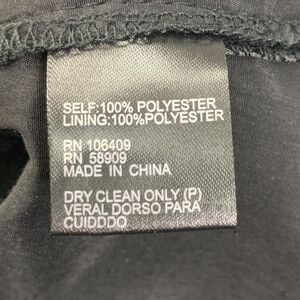 SELF:100% POLYESTER
LINING:100%POLYESTER
RN 106409
RN 58909
MADE IN CHINA
DRY CLEAN ONLY (P)
VERAL DORSO PARA
CUIDDDO